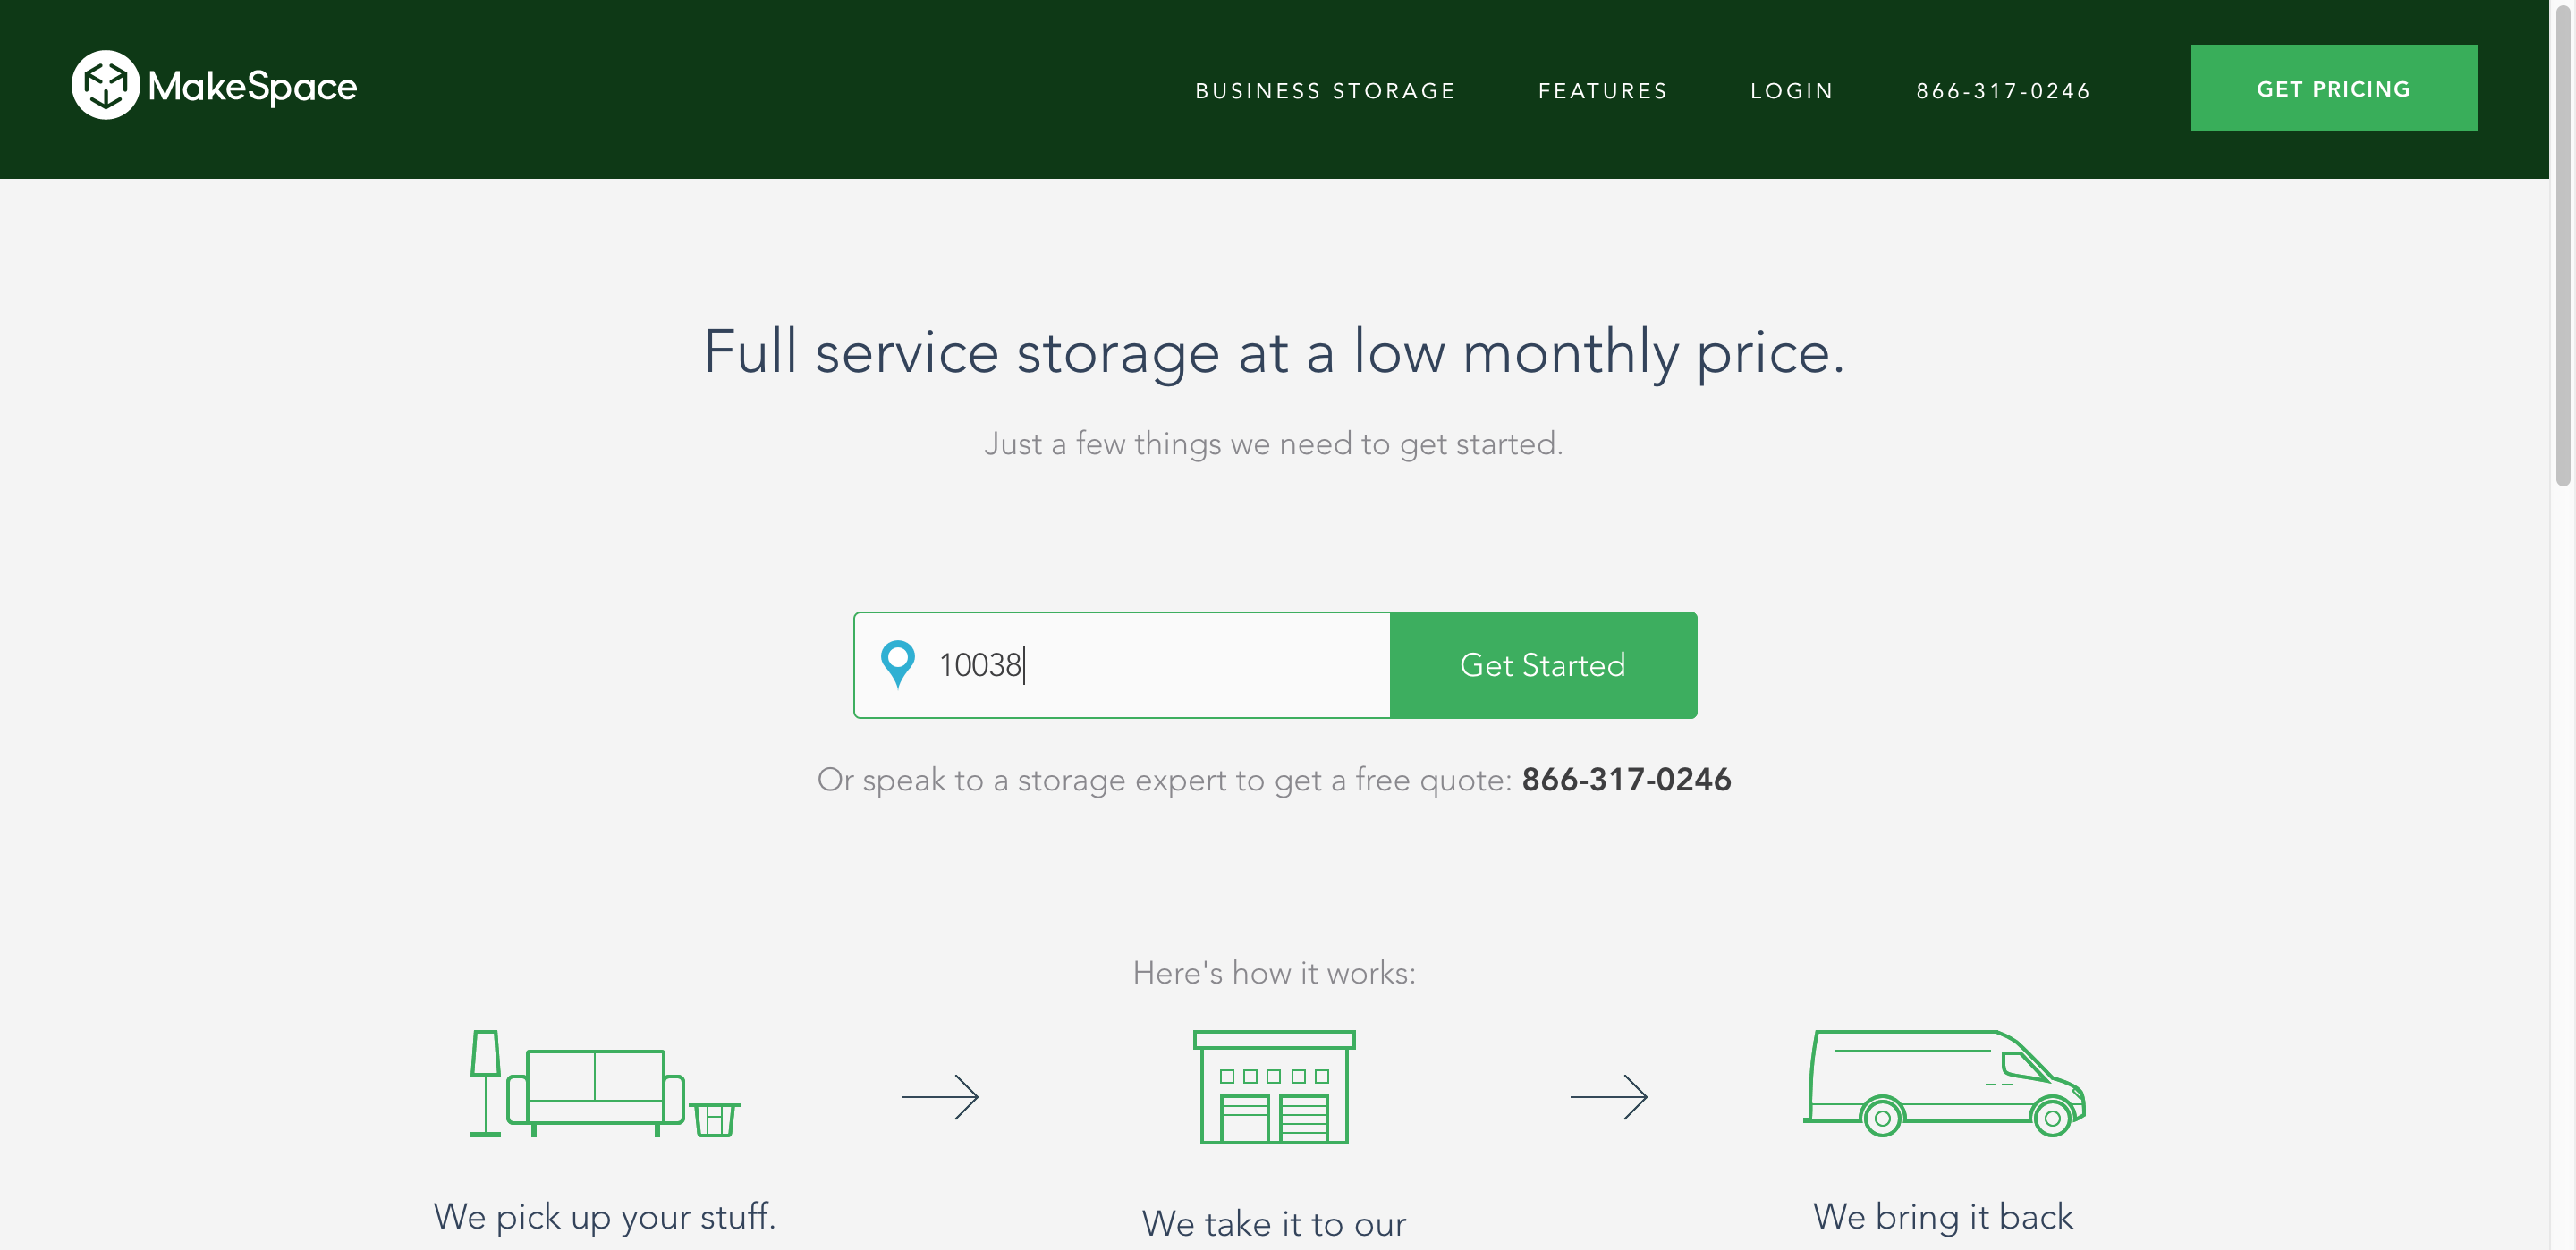 MakeSpace
BUSINESS STORAGE
FEATURES
LOGIN
866-317-0246
GET PRICING
Full service storage at a low monthly price.
Just a few things we need to get started.
10038
Get Started
Or speak to a storage expert to get a free quote: 866-317-0246
Here's how it works:
We pick up your stuff.
We take it to our
We bring it back